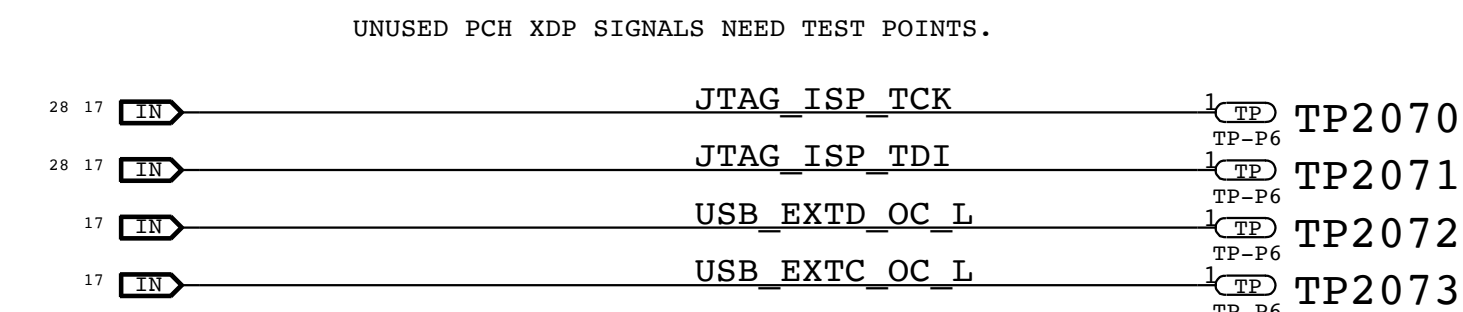 UNUSED PCH XDP SIGNALS NEED TEST POINTS.
28 17 IN JTAG_ISP_TCK 1 TP TP2070
TP-P6
28 17 IN JTAG_ISP_TDI 1 TP TP2071
TP-P6
17 IN USB_EXTD_OC_L 1 TP TP2072
TP-P6
17 IN USB_EXTC_OC_L 1 TP TP2073
TP-P6